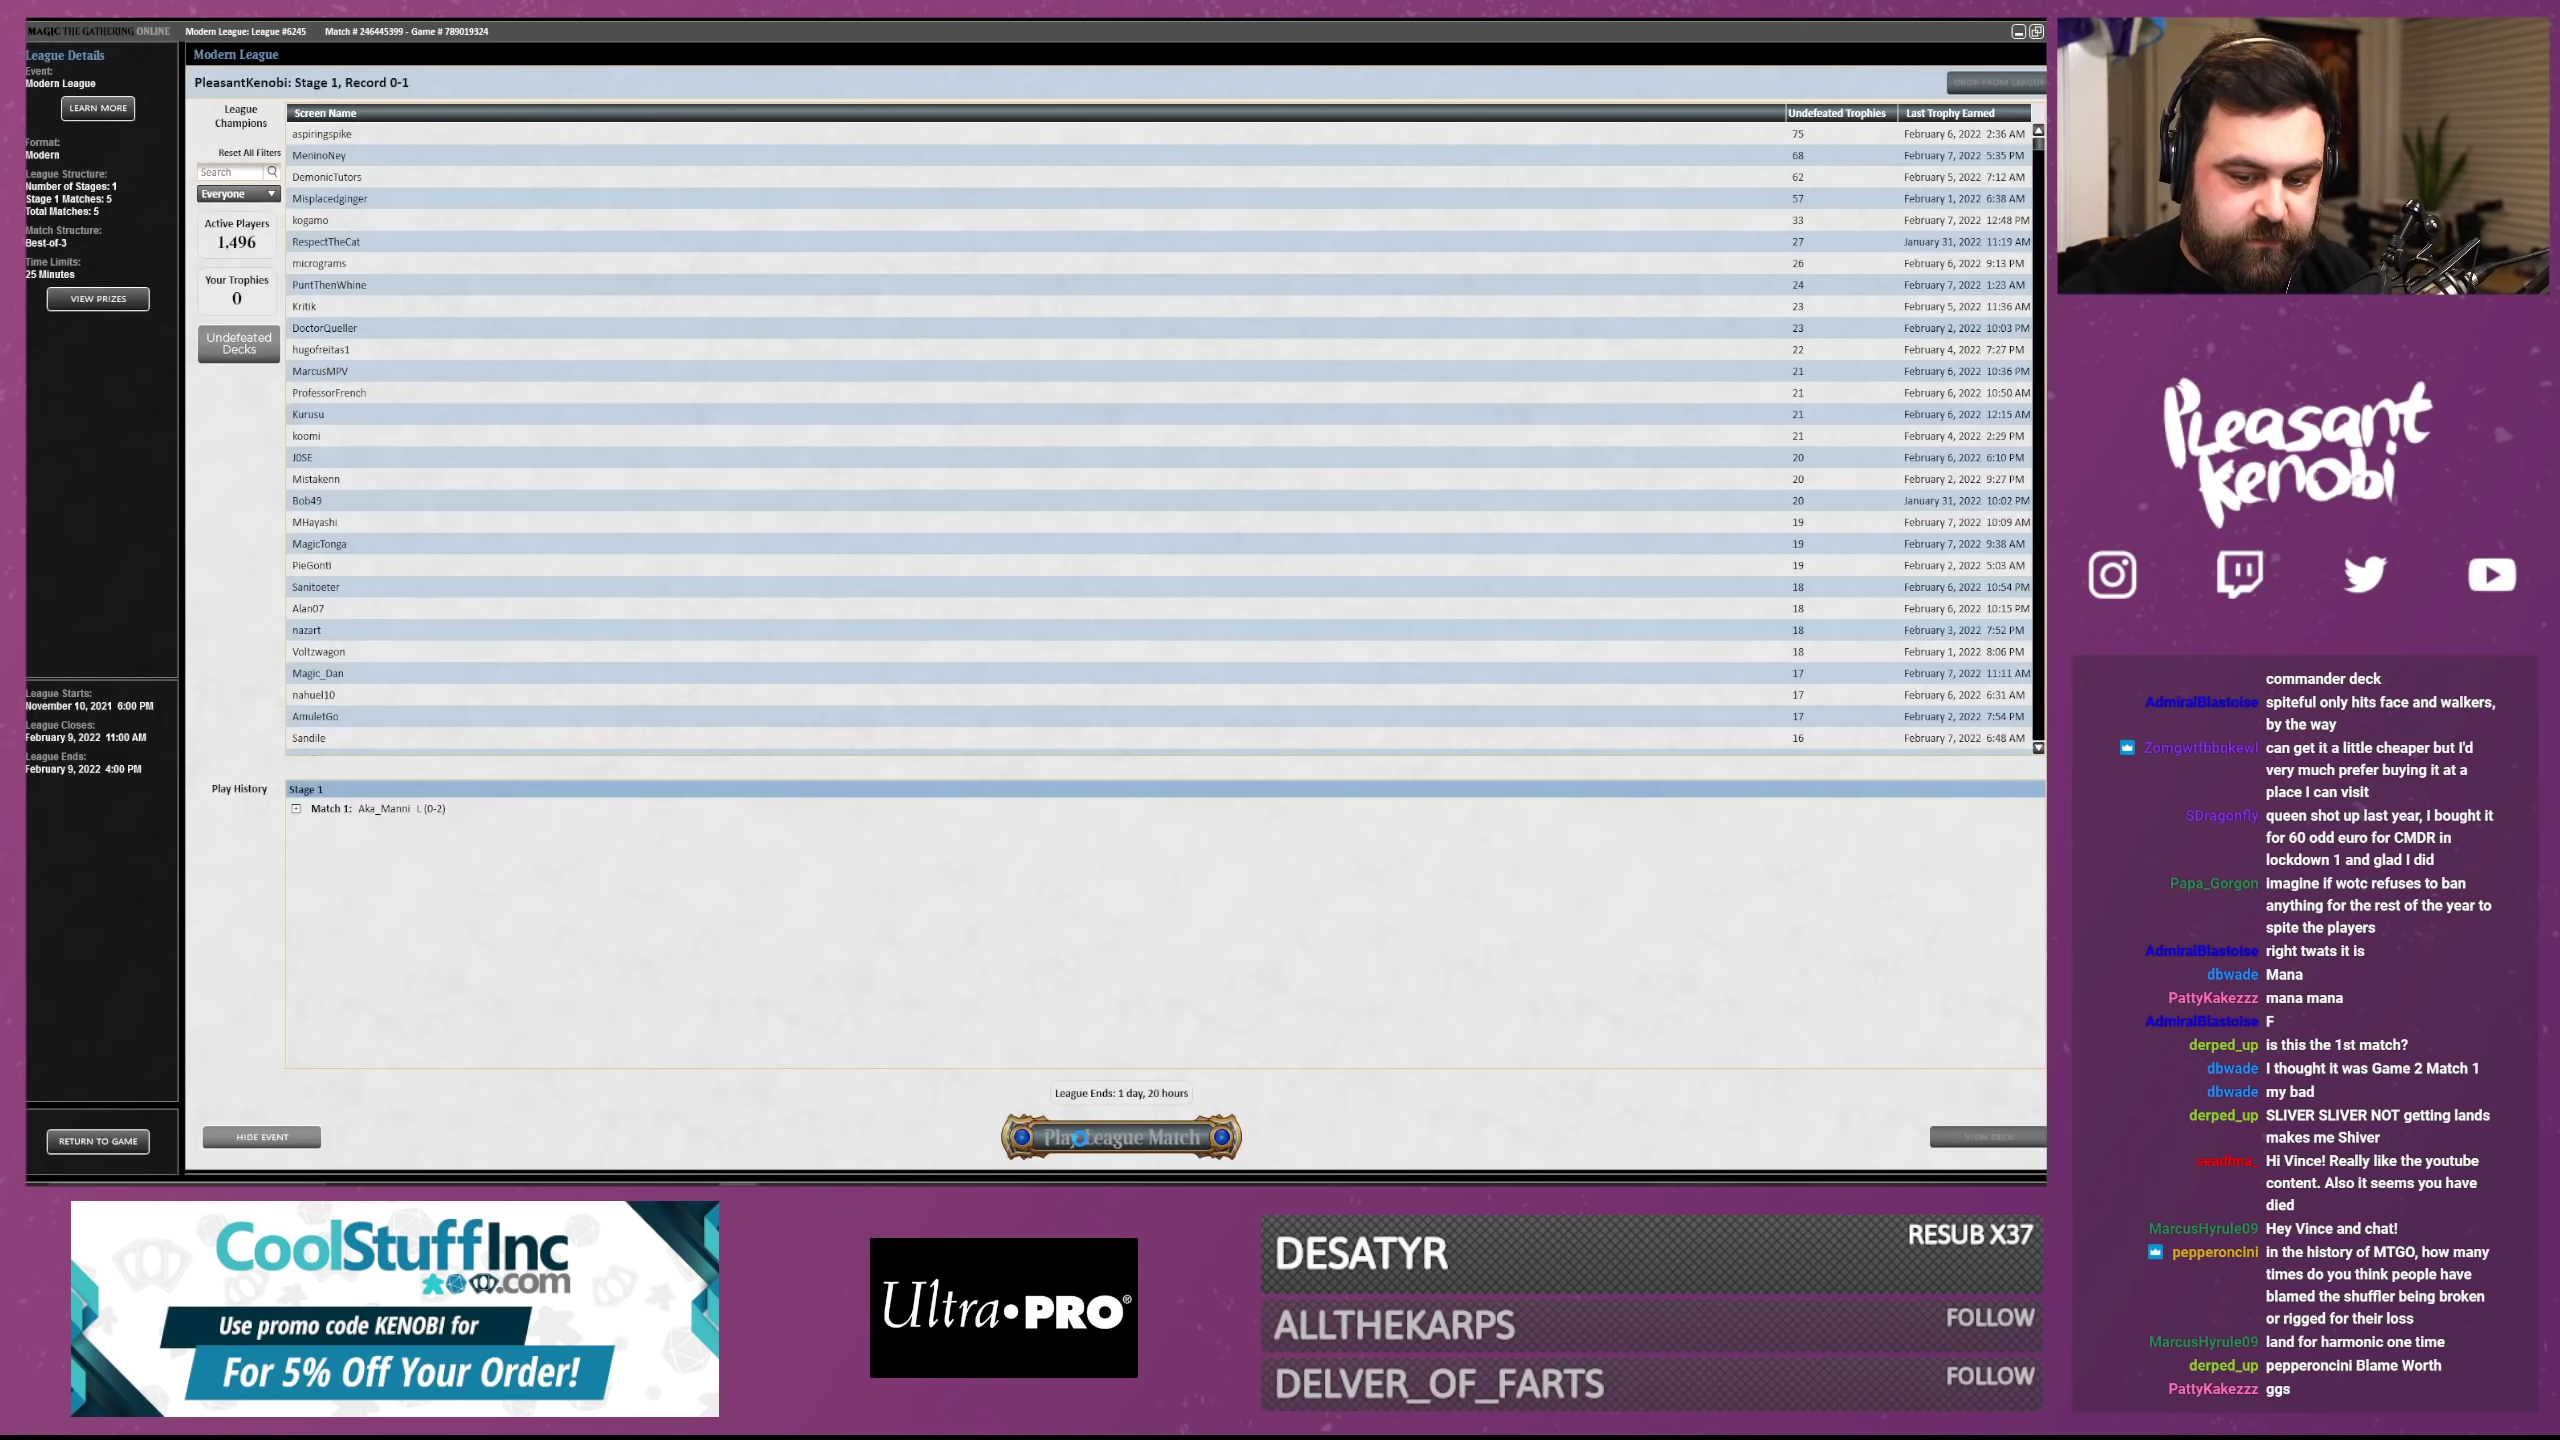 MAGIC THE GATHERING ONLINE
Modern League: League #6245 Match # 246445399 - Game # 789019324
League Details
Event:
Modern League
LEARN MORE
Format:
Modern
League Structure:
Number of Stages: 1
Stage 1 Matches: 5
Total Matches: 5
Match Structure:
Best-of-3
Time Limits:
25 Minutes
VIEW PRIZES
League Starts:
November 10, 2021 6:00 PM
League Closes:
February 9, 2022 11:00 AM
League Ends:
February 9, 2022 4:00 PM
RETURN TO GAME
Modern League
PleasantKenobi: Stage 1, Record 0-1
DROP FROM LEAGUE
League
Champions
Reset All Filters
Search
Everyone
Active Players
1,496
Your Trophies
0
Undefeated
Decks
Screen Name Undefeated Trophies Last Trophy Earned
aspiringspike 75 February 6, 2022 2:36 AM
MeninoNey 68 February 7, 2022 5:35 PM
DemonicTutors 62 February 5, 2022 7:12 AM
Misplacedginger 57 February 1, 2022 6:38 AM
kogamo 33 February 7, 2022 12:48 PM
RespectTheCat 27 January 31, 2022 11:19 AM
micrograms 26 February 6, 2022 9:13 PM
PuntThenWhine 24 February 7, 2022 1:23 AM
Kritik 23 February 5, 2022 11:36 AM
DoctorQueller 23 February 2, 2022 10:03 PM
hugofreitas1 22 February 4, 2022 7:27 PM
MarcusMPV 21 February 6, 2022 10:36 PM
ProfessorFrench 21 February 6, 2022 10:50 AM
Kurusu 21 February 6, 2022 12:15 AM
koomi 21 February 4, 2022 2:29 PM
J0SE 20 February 6, 2022 6:10 PM
Mistakenn 20 February 2, 2022 9:27 PM
Bob49 20 January 31, 2022 10:02 PM
MHayashi 19 February 7, 2022 10:09 AM
MagicTonga 19 February 7, 2022 9:38 AM
PieGonti 19 February 2, 2022 5:03 AM
Sanitoeter 18 February 6, 2022 10:54 PM
Alan07 18 February 6, 2022 10:15 PM
nazart 18 February 3, 2022 7:52 PM
Voltzwagon 18 February 1, 2022 8:06 PM
Magic_Dan 17 February 7, 2022 11:11 AM
nahuel10 17 February 6, 2022 6:31 AM
AmuletGo 17 February 2, 2022 7:54 PM
Sandile 16 February 7, 2022 6:48 AM
Play History
Stage 1
Match 1: Aka_Manni L (0-2)
League Ends: 1 day, 20 hours
HIDE EVENT
Play League Match
VIEW DECK
Pleasant
Kenobi
commander deck
AdmiralBlastoise spiteful only hits face and walkers,
by the way
Zomgwtfbbqkewl can get it a little cheaper but I'd
very much prefer buying it at a
place I can visit
SDragonfly queen shot up last year, I bought it
for 60 odd euro for CMDR in
lockdown 1 and glad I did
Papa_Gorgon imagine if wotc refuses to ban
anything for the rest of the year to
spite the players
AdmiralBlastoise right twats it is
dbwade Mana
PattyKakezzz mana mana
AdmiralBlastoise F
derped_up is this the 1st match?
dbwade I thought it was Game 2 Match 1
dbwade my bad
derped_up SLIVER SLIVER NOT getting lands
makes me Shiver
Hi Vince! Really like the youtube
content. Also it seems you have
died
MarcusHyrule09 Hey Vince and chat!
pepperoncini in the history of MTGO, how many
times do you think people have
blamed the shuffler being broken
or rigged for their loss
MarcusHyrule09 land for harmonic one time
derped_up pepperoncini Blame Worth
PattyKakezzz ggs
CoolStuffInc
.com
Use promo code KENOBI for
For 5% Off Your Order!
Ultra•PRO®
DESATYR RESUB X37
ALLTHEKARPS FOLLOW
DELVER_OF_FARTS FOLLOW